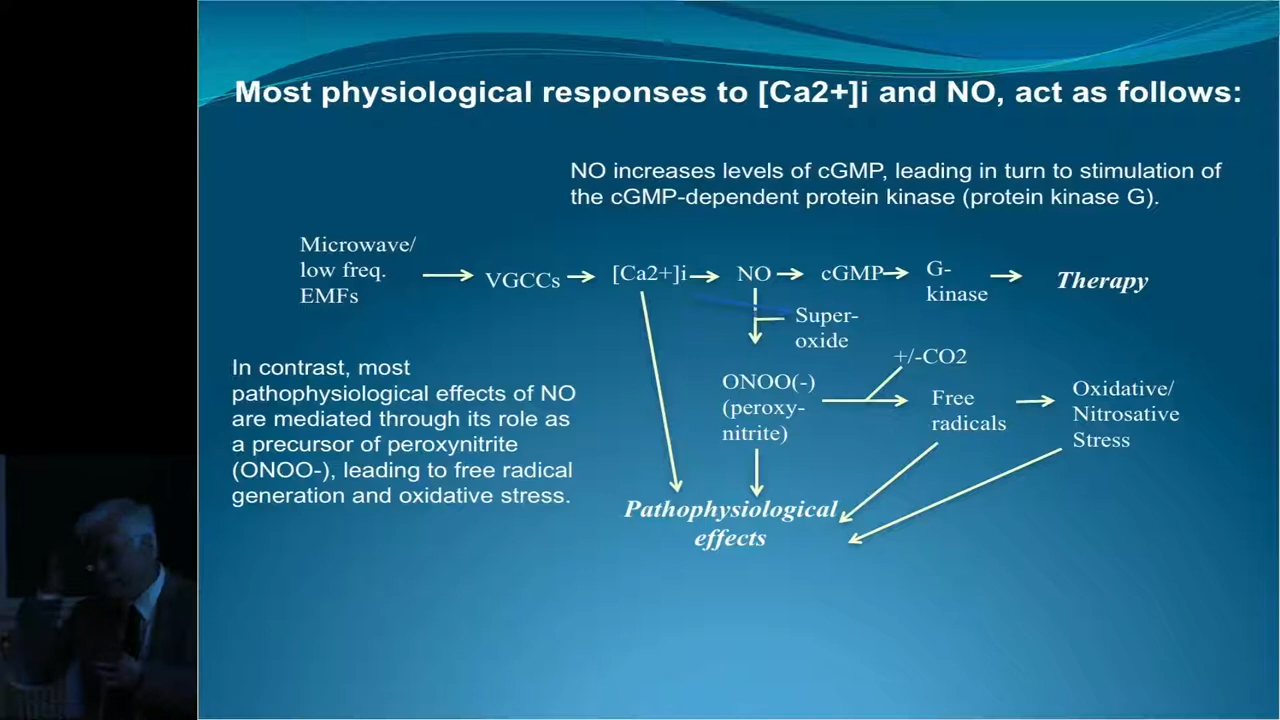 Most physiological responses to [Ca2+]i and NO, act as follows:
NO increases levels of cGMP, leading in turn to stimulation of
the cGMP-dependent protein kinase (protein kinase G).
Microwave/
low freq.
EMFs
VGCCs
[Ca2+]i
NO
cGMP
G-
kinase
Therapy
Super-
oxide
+/-CO2
In contrast, most
pathophysiological effects of NO
are mediated through its role as
a precursor of peroxynitrite
(ONOO-), leading to free radical
generation and oxidative stress.
ONOO(-)
(peroxy-
nitrite)
Free
radicals
Oxidative/
Nitrosative
Stress
Pathophysiological
effects